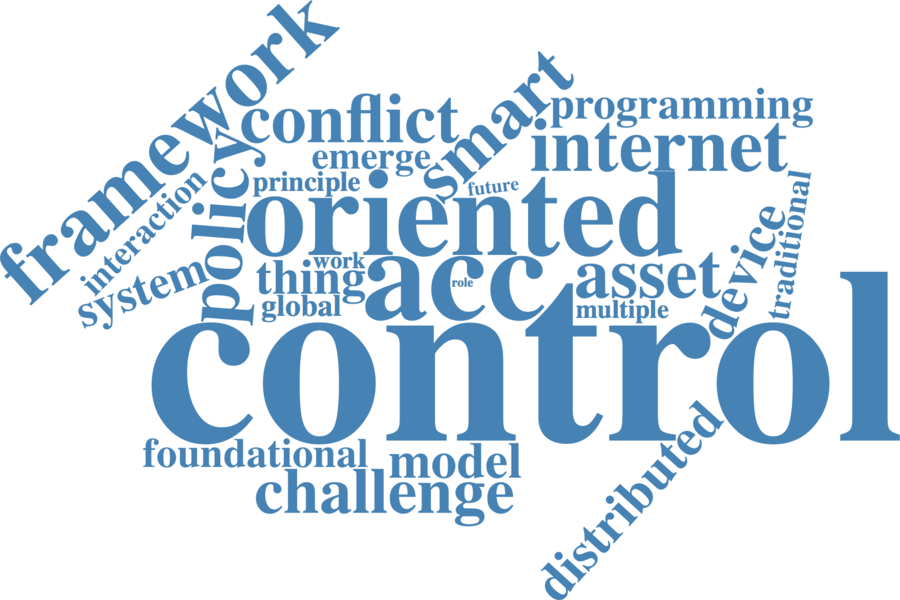 framework
conflict
smart
programming
internet
emerge
policy
principle
future
interaction
oriented
device
traditional
system
work
thing
acc
role
asset
global
multiple
control
foundational
model
challenge
distributed